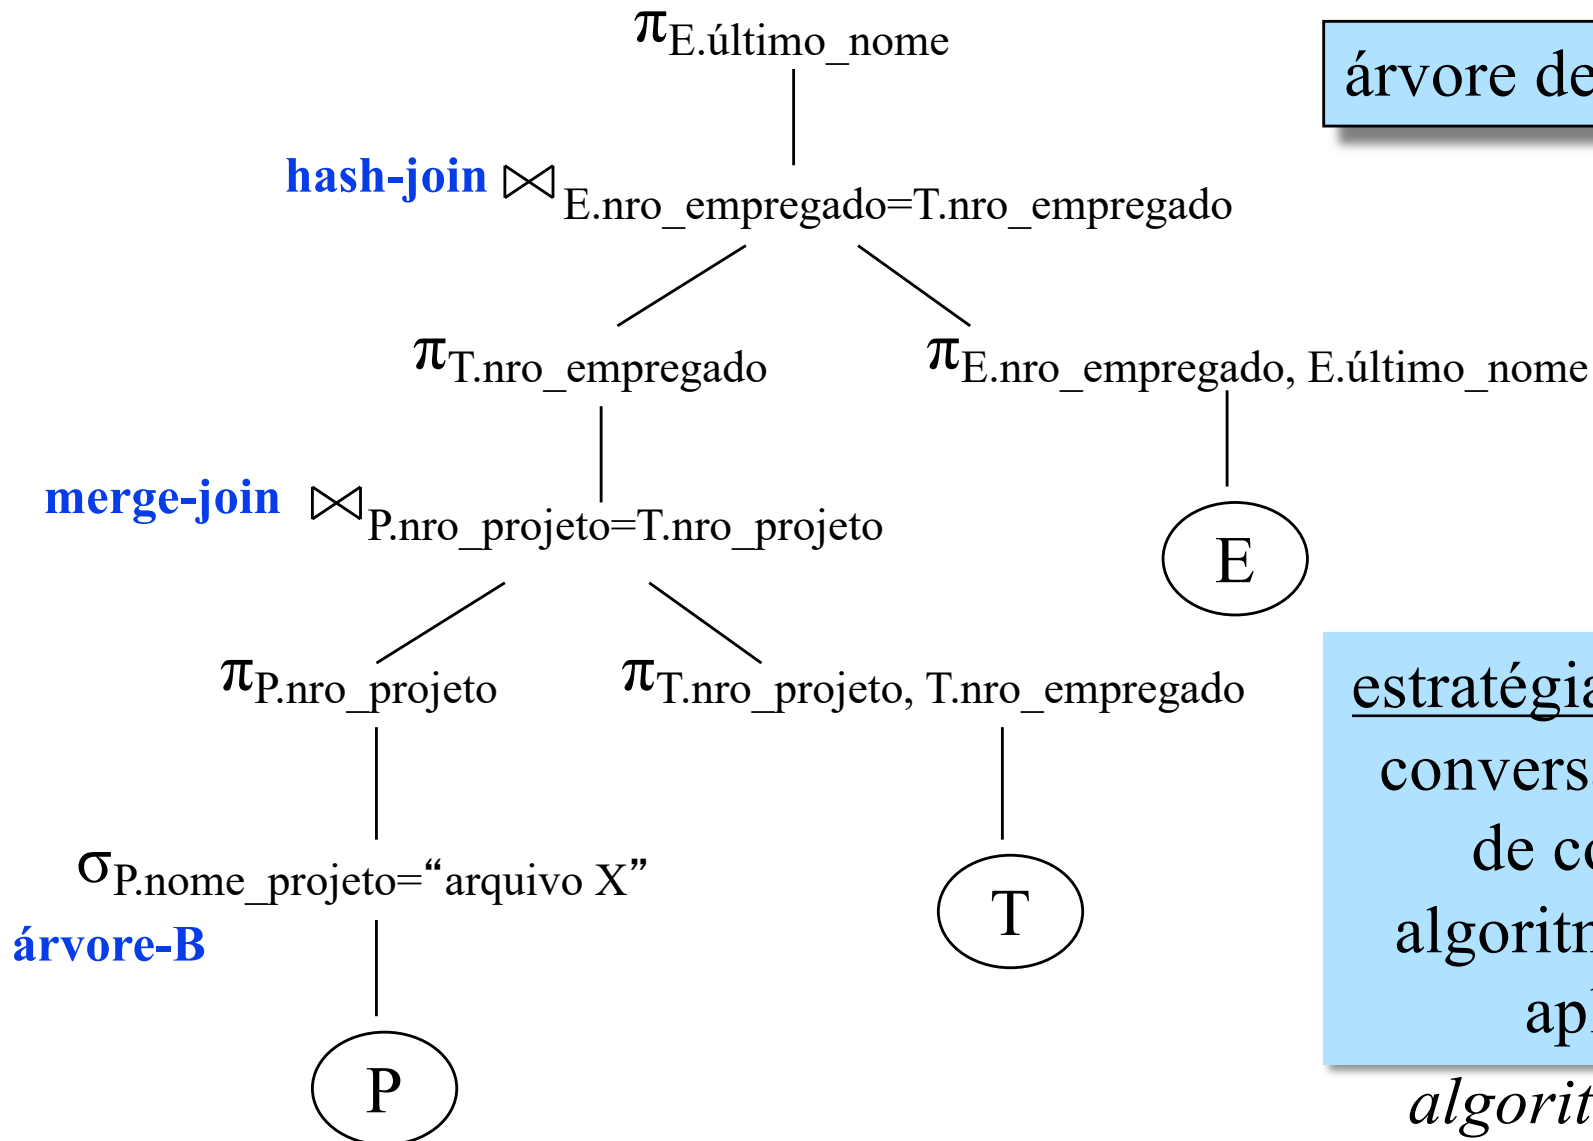 πE.último_nome
árvore de
hash-join ⋈E.nro_empregado=T.nro_empregado
πT.nro_empregado
πE.nro_empregado, E.último_nome
merge-join ⋈P.nro_projeto=T.nro_projeto
E
πP.nro_projeto
πT.nro_projeto, T.nro_empregado
σP.nome_projeto=“arquivo X”
árvore-B
T
P
de